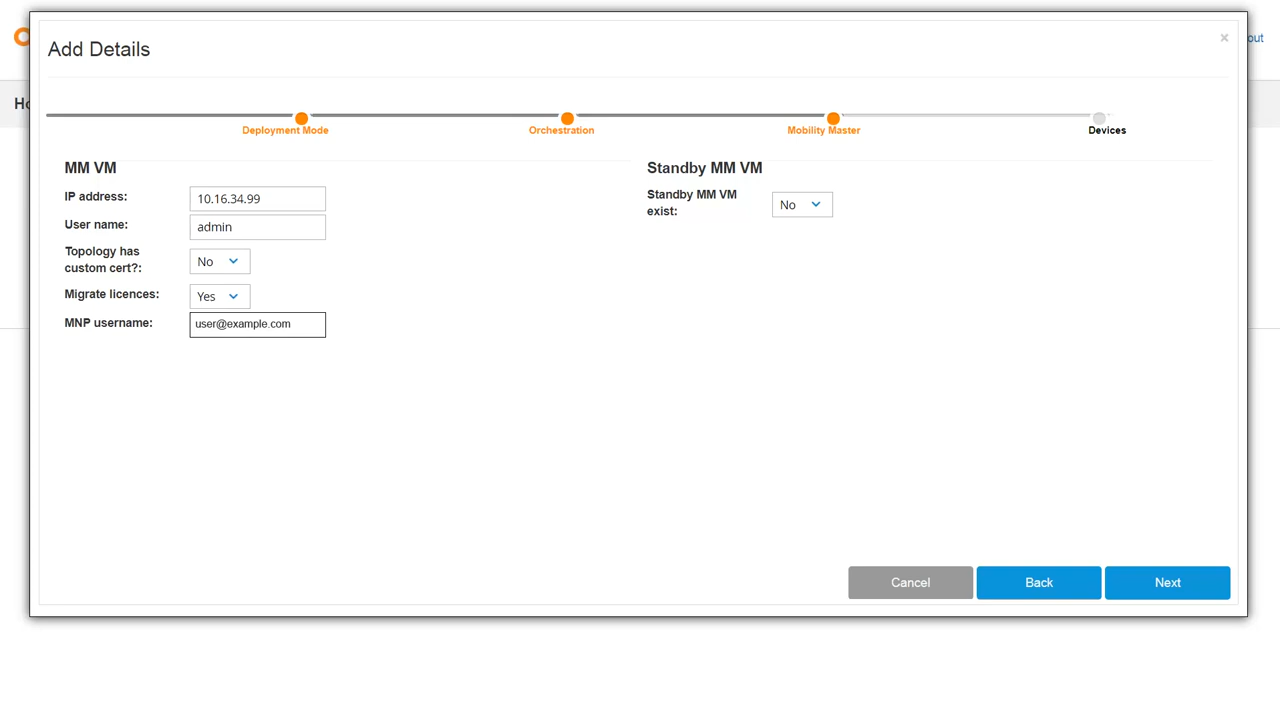 Add Details
×
out
Ho
Deployment Mode
Orchestration
Mobility Master
Devices
MM VM
IP address:
10.16.34.99
User name:
admin
Topology has
custom cert?:
No
Migrate licences:
Yes
MNP username:
user@example.com
Standby MM VM
Standby MM VM
exist:
No
Cancel
Back
Next